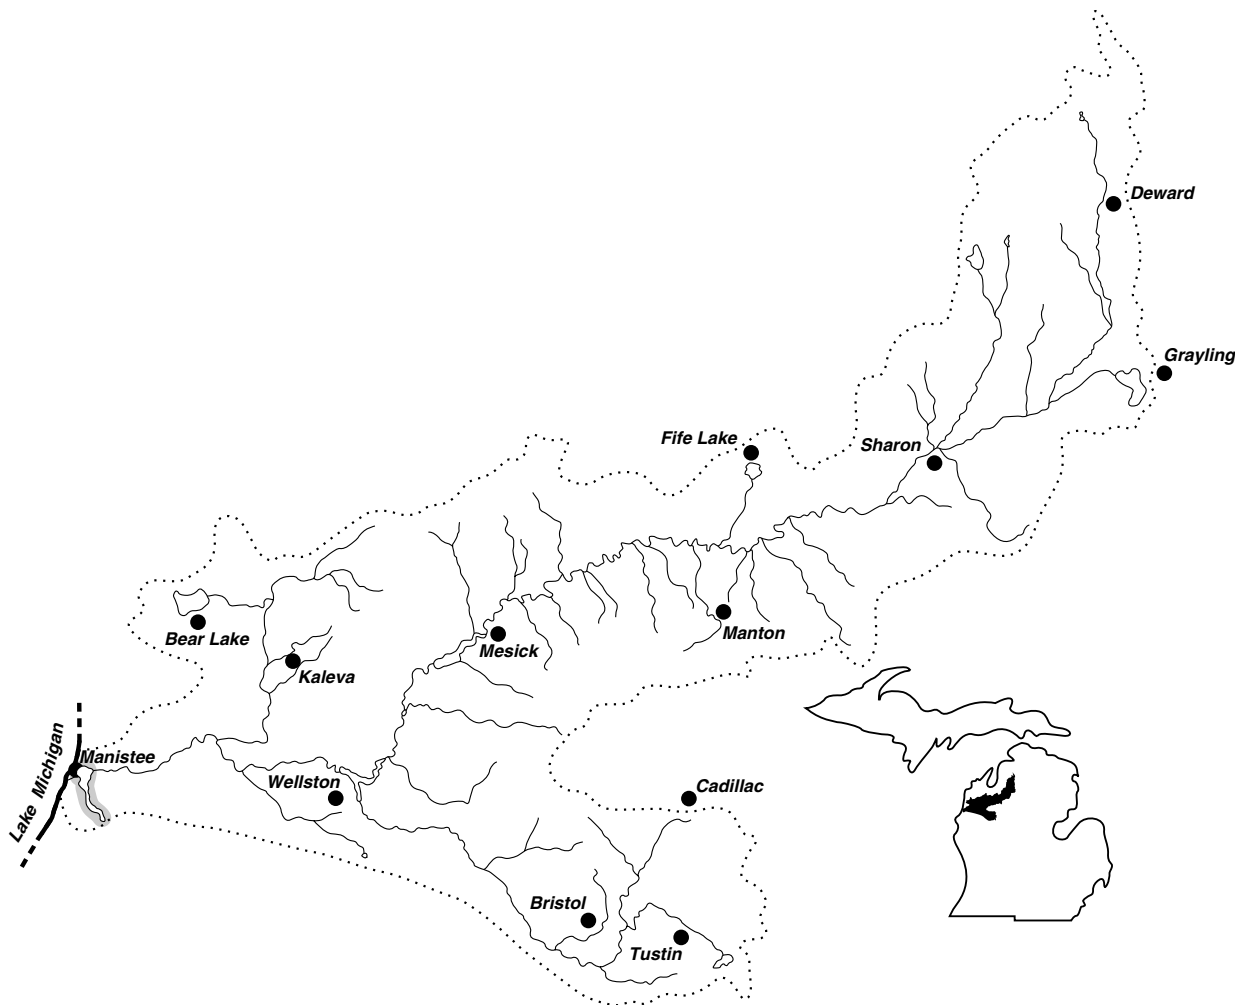 Deward
Grayling
Fife Lake
Sharon
Bear Lake
Kaleva
Mesick
Manton
Lake Michigan
Manistee
Wellston
Cadillac
Bristol
Tustin